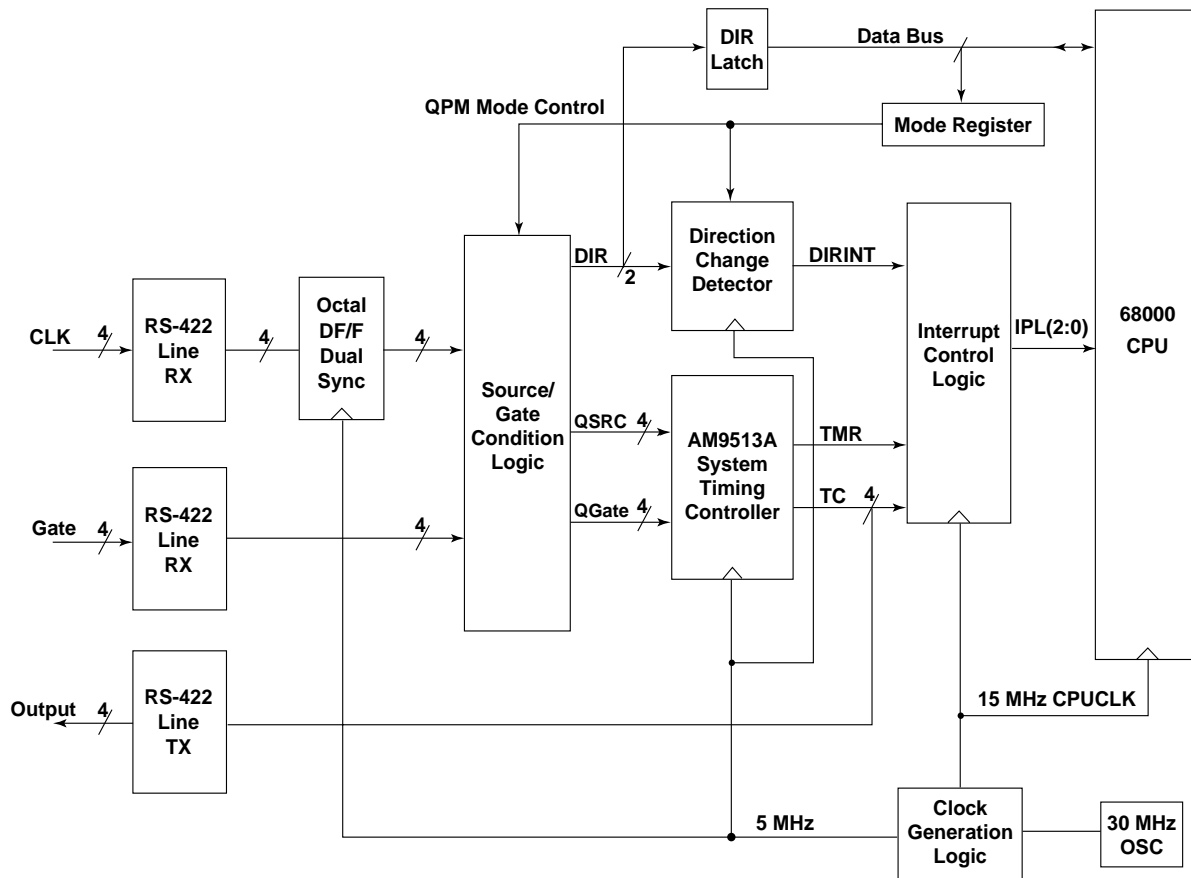 DIR
Latch
Data Bus
QPM Mode Control
Mode Register
68000
CPU
DIR
2
Direction
Change
Detector
DIRINT
Interrupt
Control
Logic
IPL(2:0)
CLK
4
RS-422
Line
RX
4
Octal
DF/F
Dual
Sync
4
Source/
Gate
Condition
Logic
QSRC
4
QGate
4
AM9513A
System
Timing
Controller
TMR
TC
4
Gate
4
RS-422
Line
RX
4
Output
4
RS-422
Line
TX
15 MHz CPUCLK
5 MHz
Clock
Generation
Logic
30 MHz
OSC